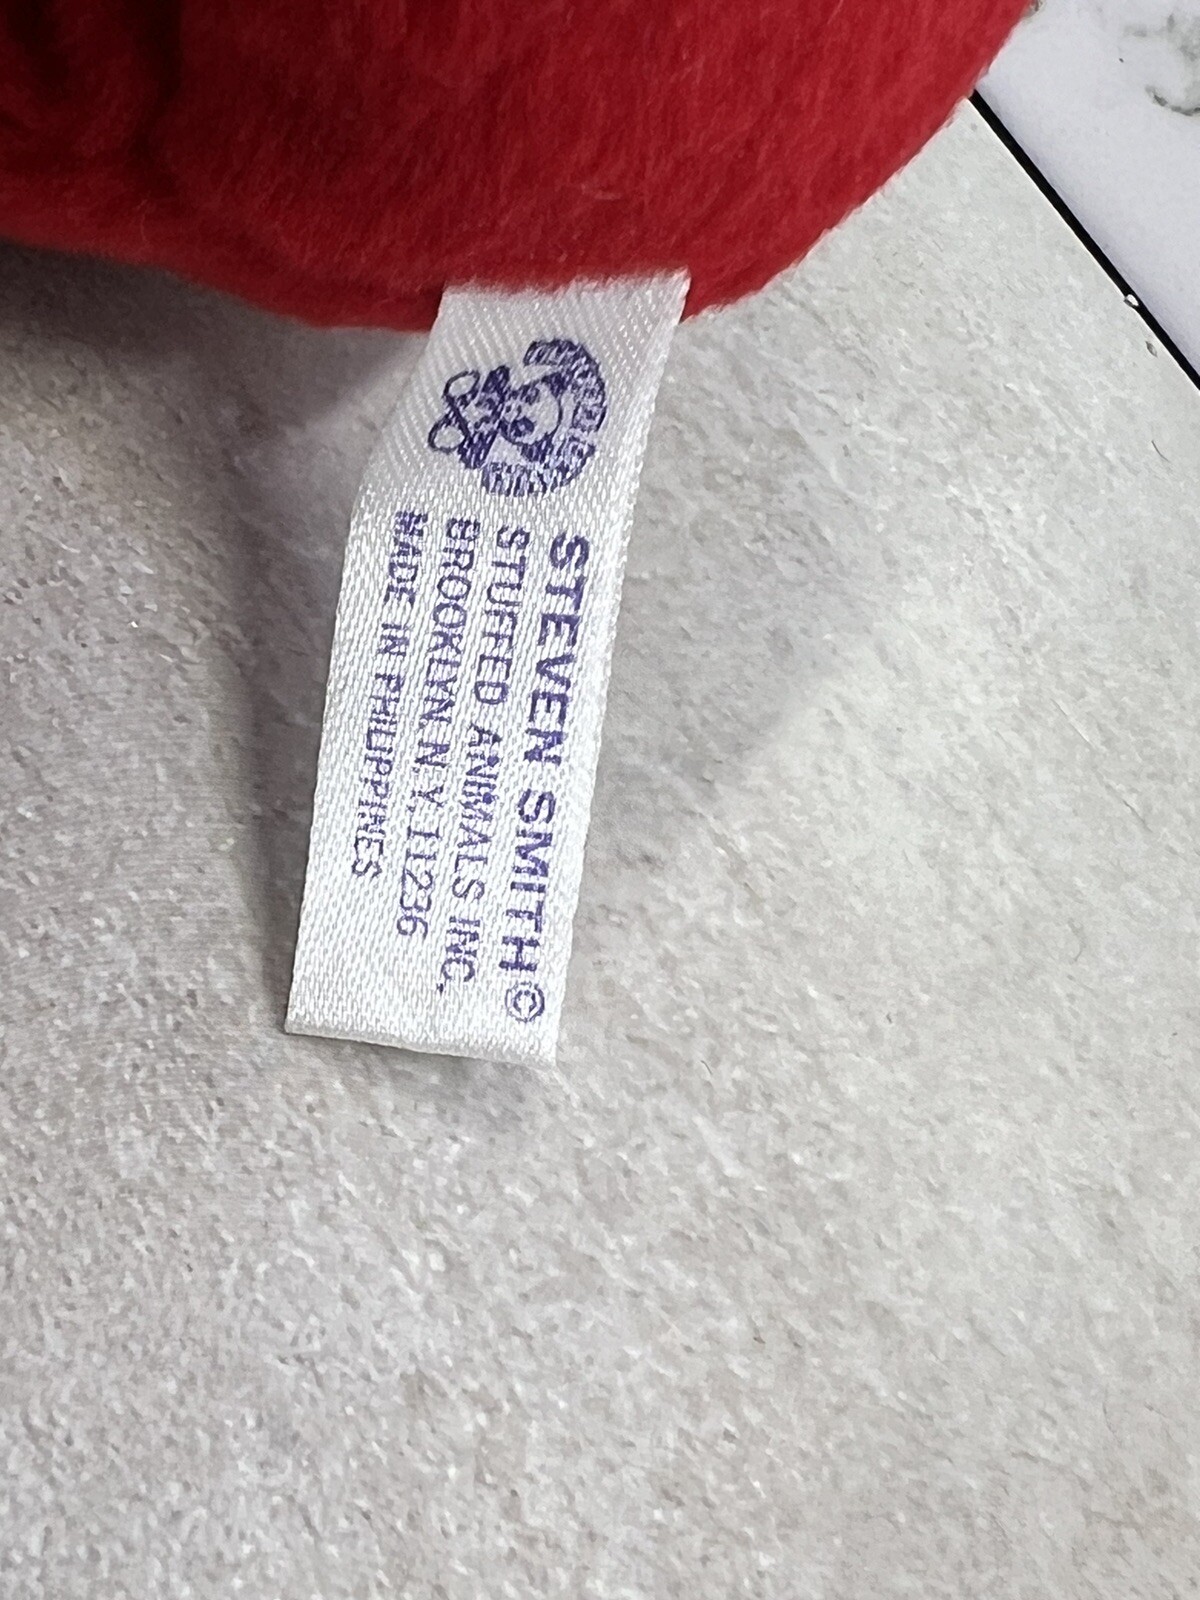 STEVEN SMITH©
STUFFED ANIMALS INC.
BROOKLYN, N.Y. 11236
MADE IN PHILIPPINES